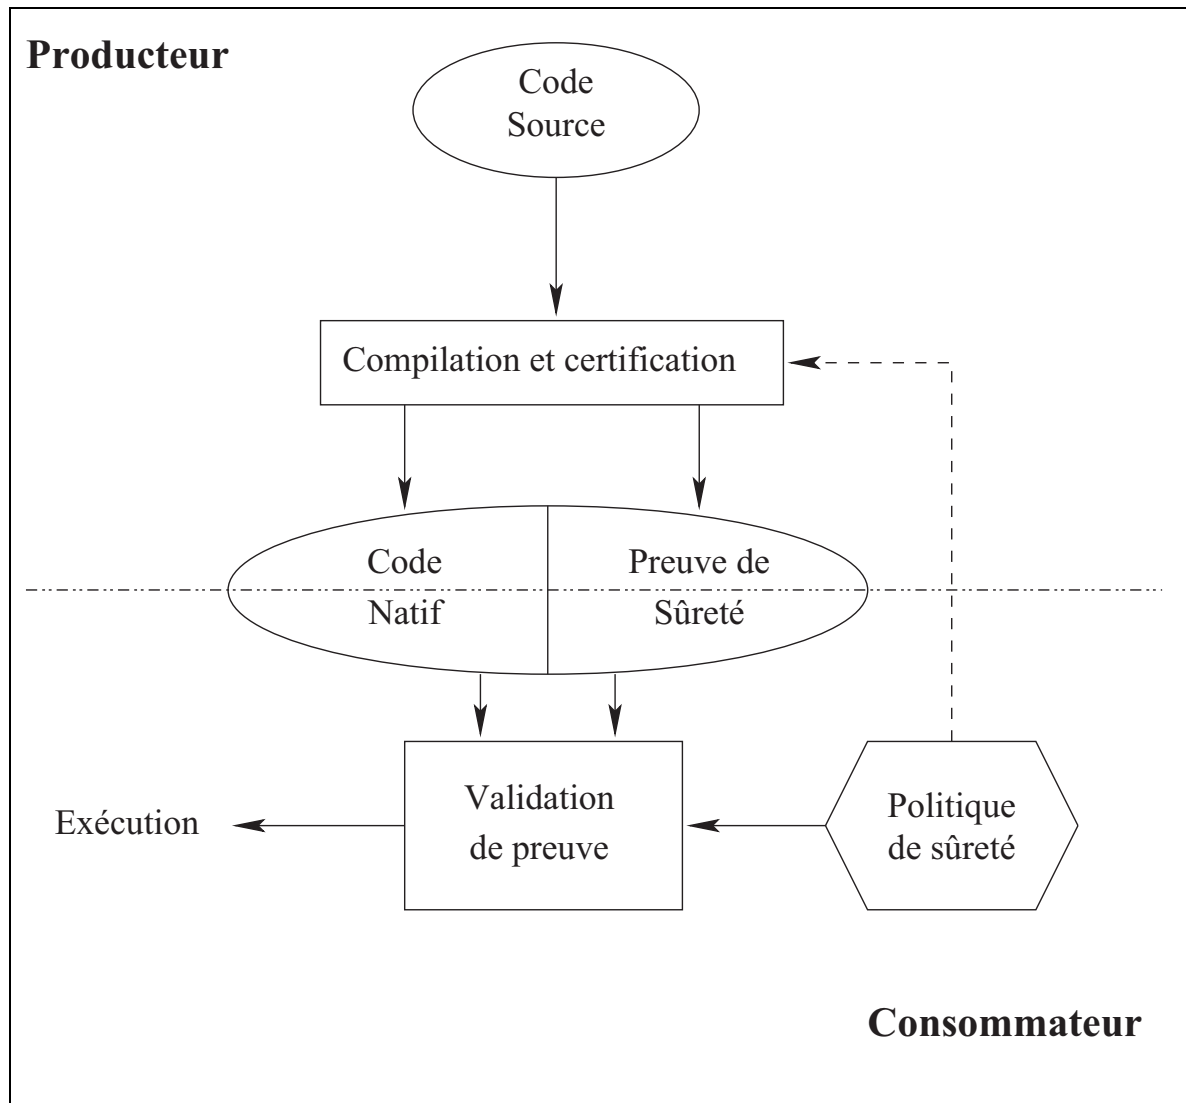 Producteur
Code
Source
Compilation et certification
Code
Natif
Preuve de
Sûreté
Exécution
Validation
de preuve
Politique
de sûreté
Consommateur